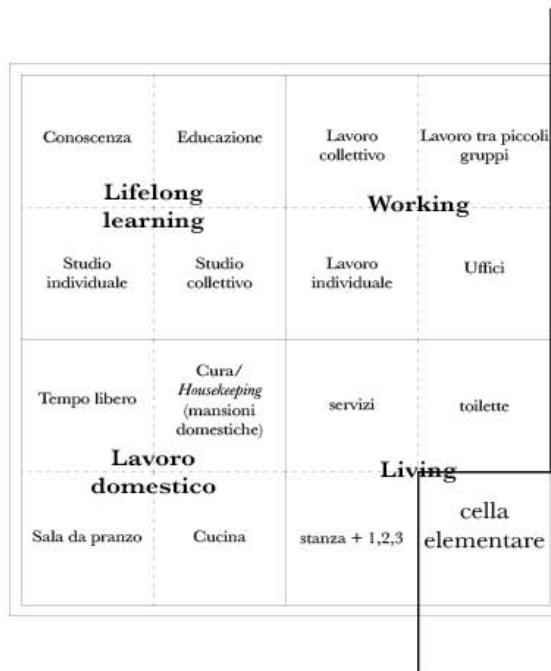 Conoscenza
Educazione
Lavoro
collettivo
Lavoro tra piccoli
gruppi
Lifelong
learning
Working
Studio
individuale
Studio
collettivo
Lavoro
individuale
Uffici
Tempo libero
Cura/
Housekeeping
(mansioni
domestiche)
servizi
toilette
Lavoro
domestico
Living
Sala da pranzo
Cucina
stanza + 1,2,3
cella
elementare